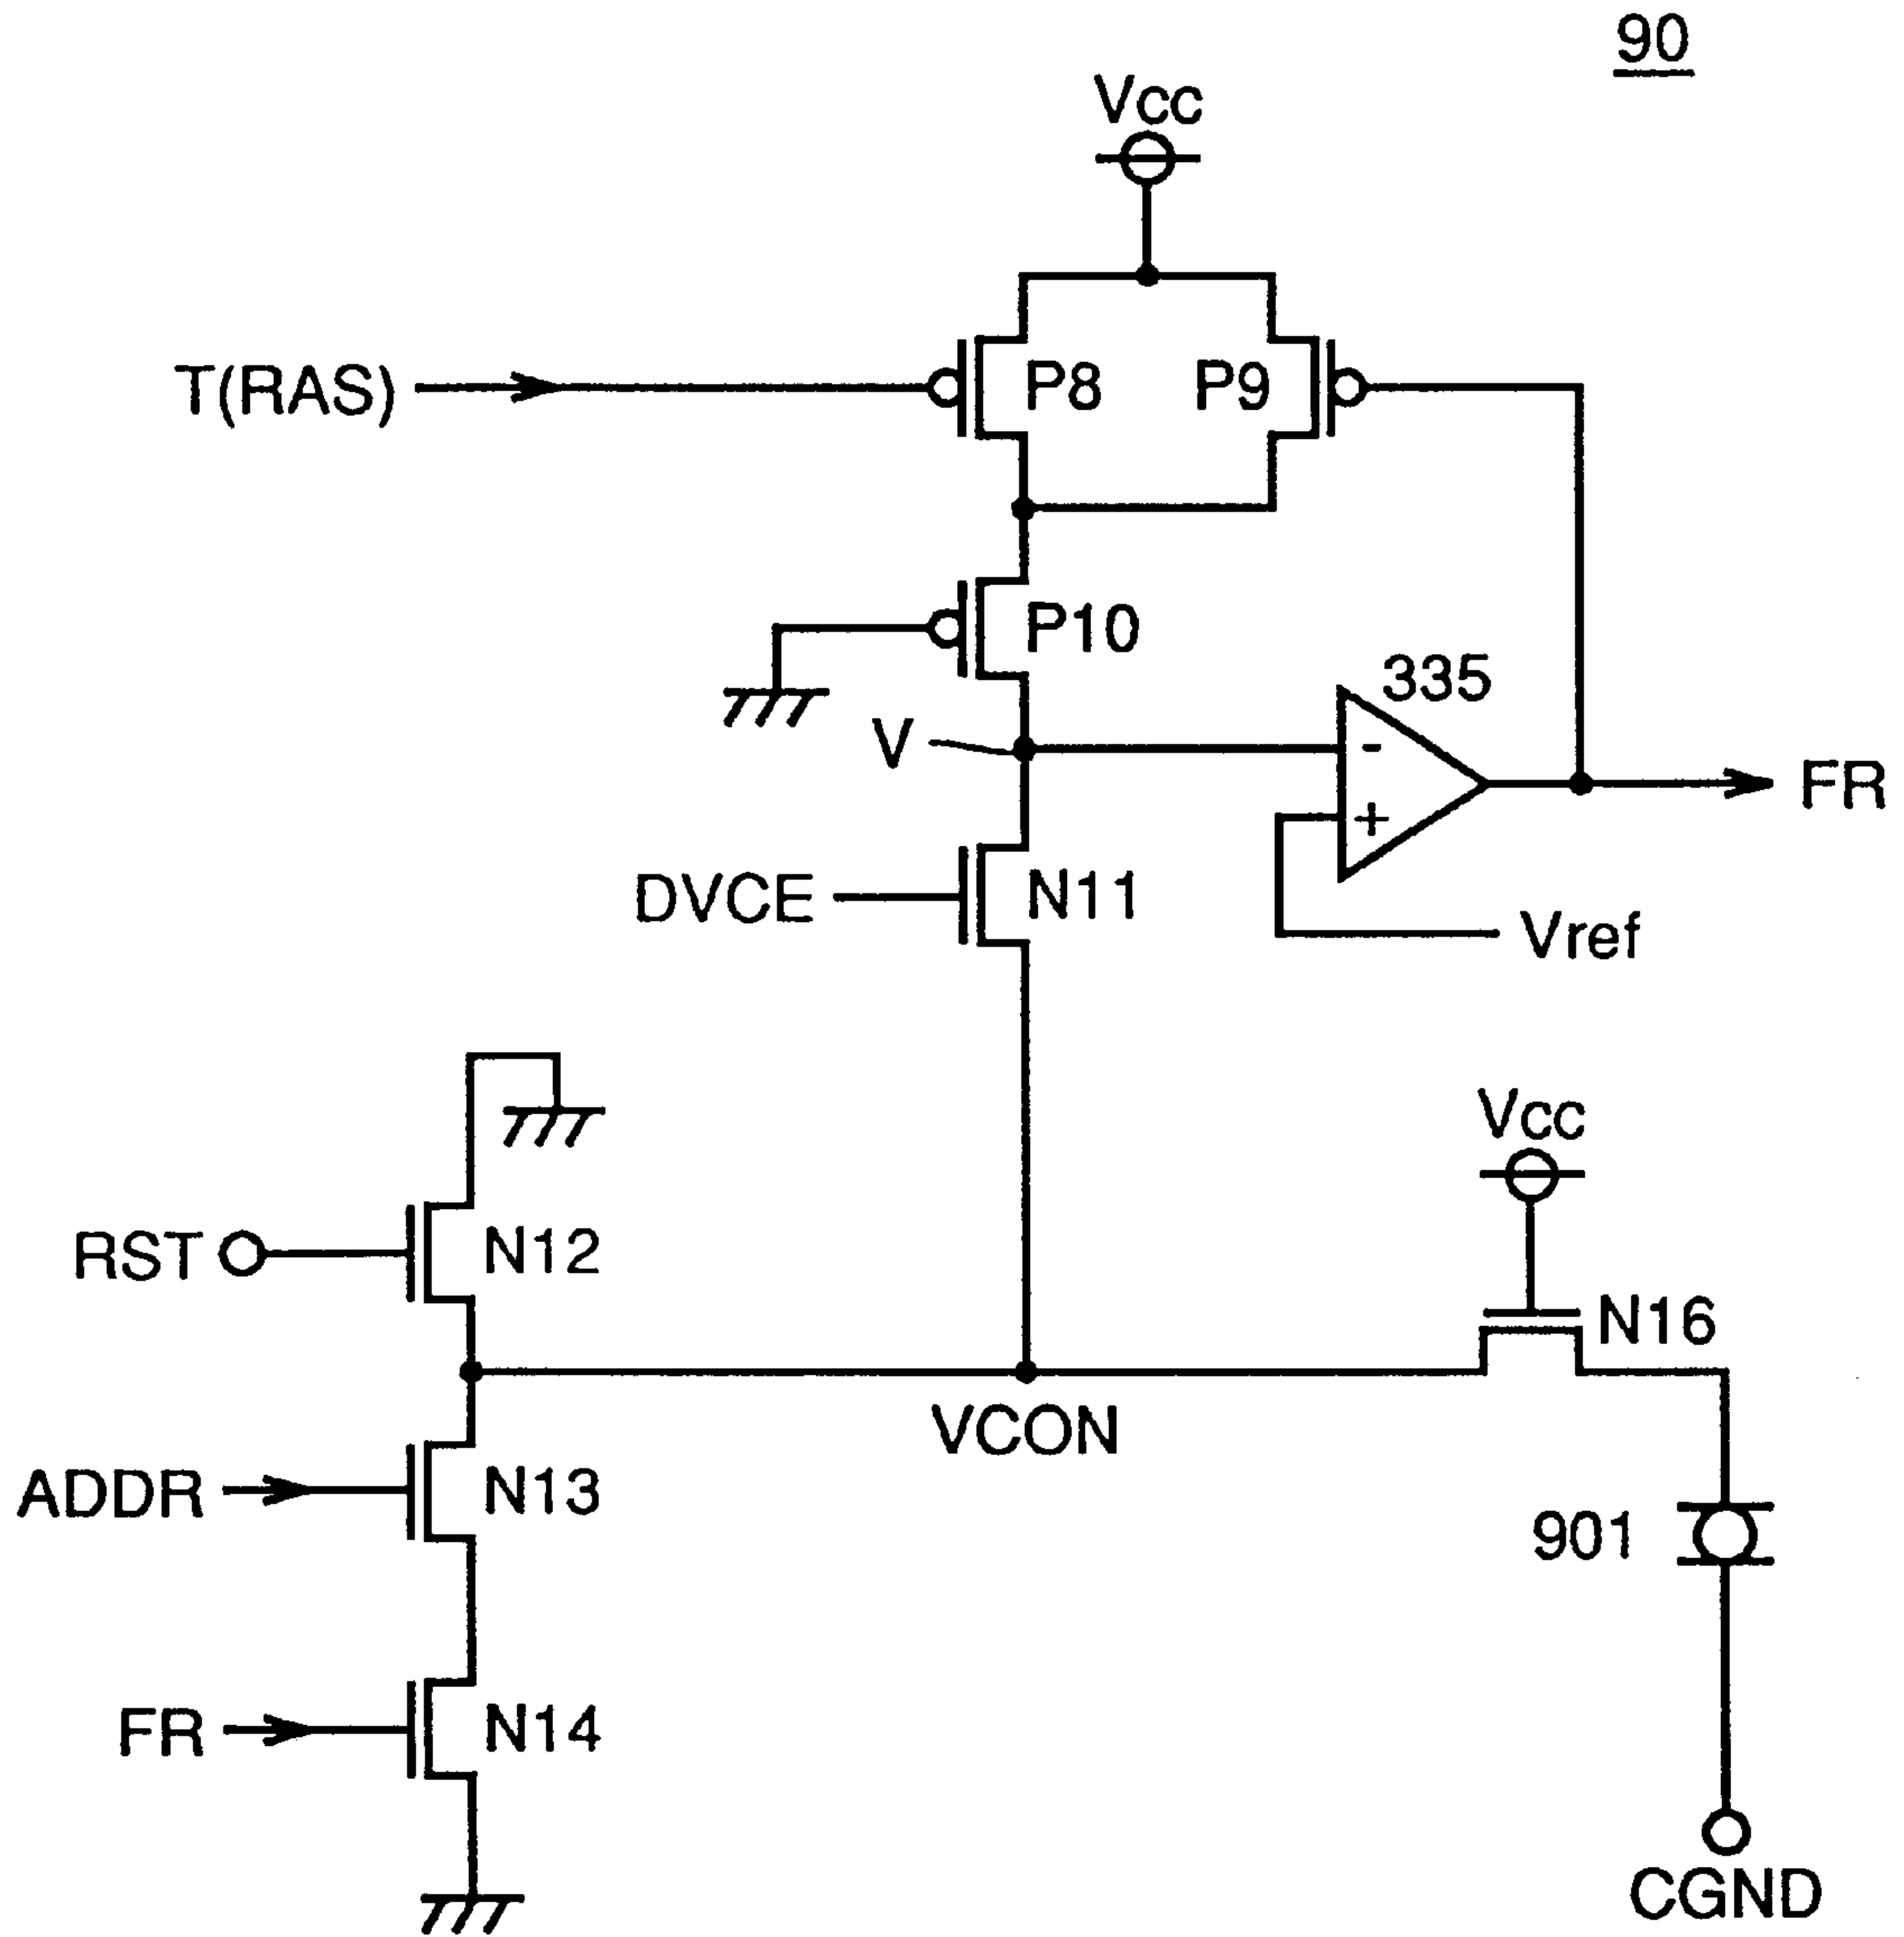 90
Vcc
T(RAS)
P8
P9
P10
335
V
-
+
FR
DVCE
N11
Vref
Vcc
RST
N12
N16
VCON
ADDR
N13
901
FR
N14
CGND